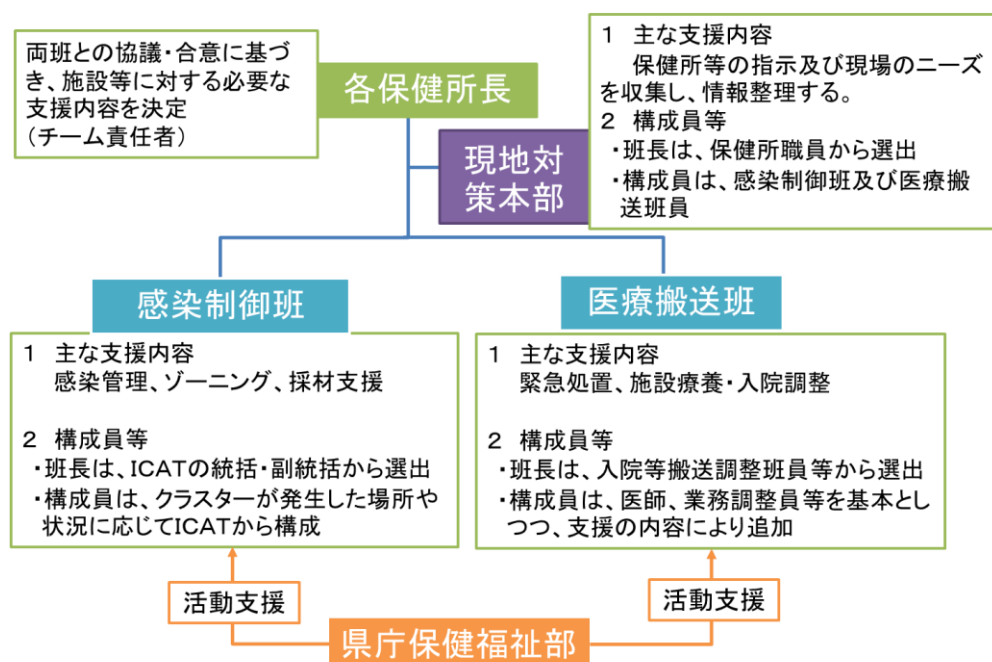 両班との協議・合意に基づ
き、施設等に対する必要な
支援内容を決定
（チーム責任者）
各保健所長
現地対
策本部
１　主な支援内容
　　保健所等の指示及び現場のニーズ
を収集し、情報整理する。
２　構成員等
・班長は、保健所職員から選出
・構成員は、感染制御班及び医療搬
送班員
感染制御班
１　主な支援内容
　　感染管理、ゾーニング、採材支援
２　構成員等
・班長は、ＩＣＡＴの統括・副統括から選出
・構成員は、クラスターが発生した場所や
状況に応じてＩＣＡＴから構成
医療搬送班
１　主な支援内容
　　緊急処置、施設療養・入院調整
２　構成員等
・班長は、入院等搬送調整班員等から選出
・構成員は、医師、業務調整員等を基本とし
つつ、支援の内容により追加
活動支援
活動支援
県庁保健福祉部